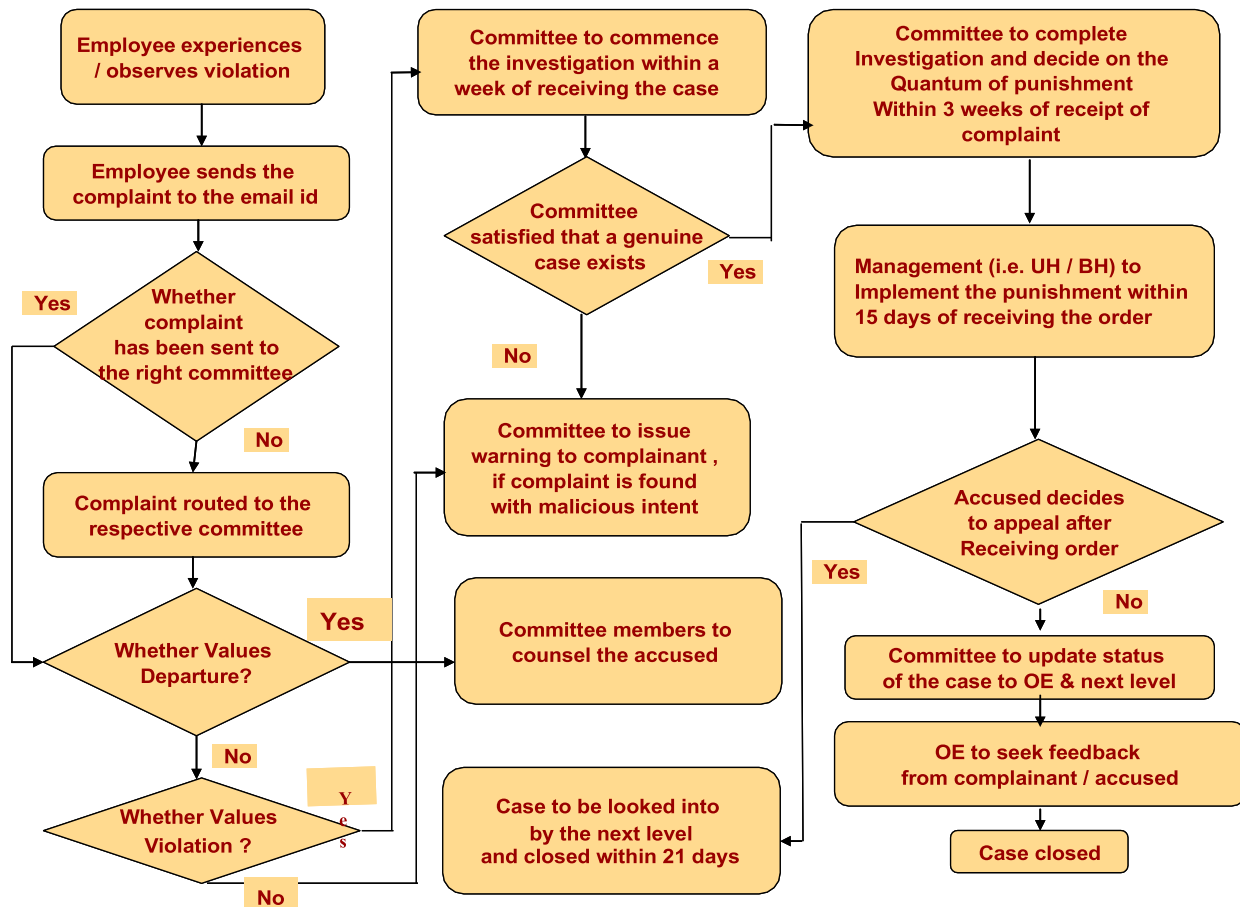 Employee experiences
/ observes violation
Employee sends the
complaint to the email id
Yes
Whether
complaint
has been sent to
the right committee
No
Complaint routed to the
respective committee
Whether Values
Departure?
Yes
No
Whether Values
Violation ?
Yes
No
Committee to commence
the investigation within a
week of receiving the case
Committee
satisfied that a genuine
case exists
Yes
No
Committee to issue
warning to complainant ,
if complaint is found
with malicious intent
Committee members to
counsel the accused
Case to be looked into
by the next level
and closed within 21 days
Committee to complete
Investigation and decide on the
Quantum of punishment
Within 3 weeks of receipt of
complaint
Management (i.e. UH / BH) to
Implement the punishment within
15 days of receiving the order
Accused decides
to appeal after
Receiving order
Yes
No
Committee to update status
of the case to OE & next level
OE to seek feedback
from complainant / accused
Case closed